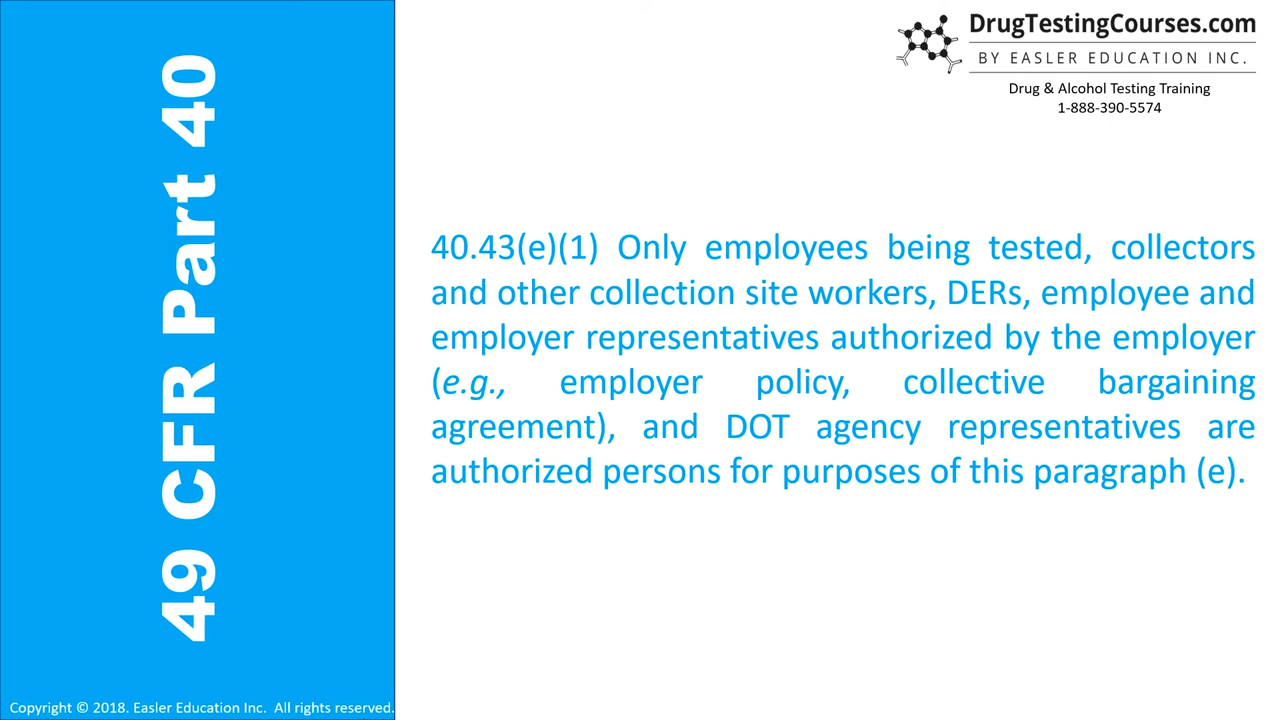 49 CFR Part 40
DrugTestingCourses.com
BY EASLER EDUCATION INC.
Drug & Alcohol Testing Training
1-888-390-5574
40.43(e)(1) Only employees being tested, collectors
and other collection site workers, DERs, employee and
employer representatives authorized by the employer
(e.g., employer policy, collective bargaining
agreement), and DOT agency representatives are
authorized persons for purposes of this paragraph (e).
Copyright © 2018. Easler Education Inc. All rights reserved.